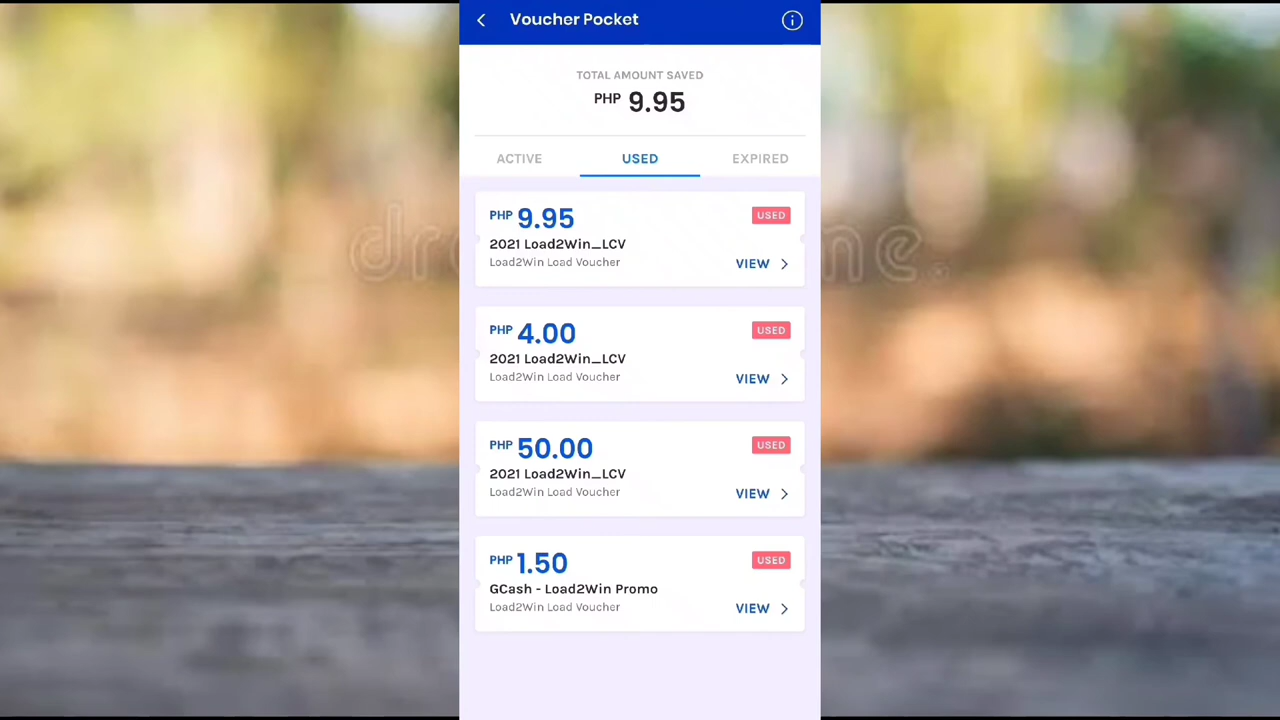 Voucher Pocket
TOTAL AMOUNT SAVED
PHP 9.95
ACTIVE USED EXPIRED
PHP 9.95 USED
2021 Load2Win_LCV
Load2Win Load Voucher VIEW
PHP 4.00 USED
2021 Load2Win_LCV
Load2Win Load Voucher VIEW
PHP 50.00 USED
2021 Load2Win_LCV
Load2Win Load Voucher VIEW
PHP 1.50 USED
GCash - Load2Win Promo
Load2Win Load Voucher VIEW